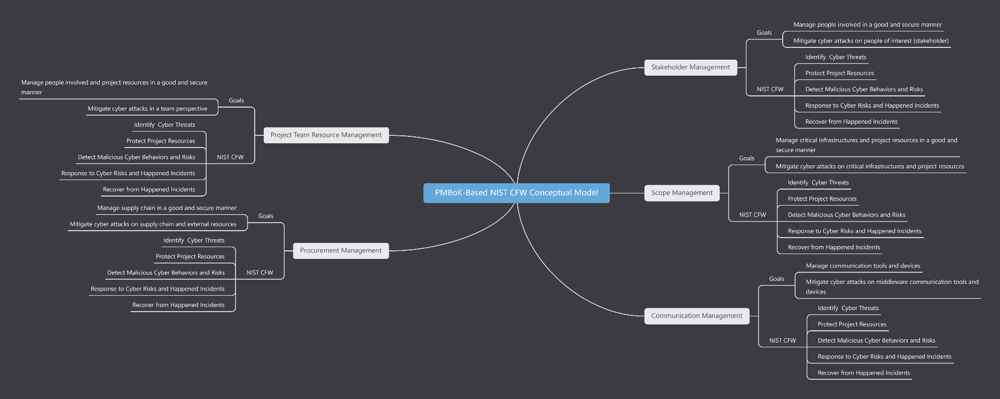 PMBoK-Based NIST CFW Conceptual Model
Stakeholder Management
Goals
Manage people involved in a good and secure manner
Mitigate cyber attacks on people of interest (stakeholder)
NIST CFW
Identify  Cyber Threats
Protect Project Resources
Detect Malicious Cyber Behaviors and Risks
Response to Cyber Risks and Happened Incidents
Recover from Happened Incidents
Scope Management
Goals
Manage critical infrastructures and project resources in a good and
secure manner
Mitigate cyber attacks on critical infrastructures and project resources
NIST CFW
Identify  Cyber Threats
Protect Project Resources
Detect Malicious Cyber Behaviors and Risks
Response to Cyber Risks and Happened Incidents
Recover from Happened Incidents
Communication Management
Goals
Manage communication tools and devices
Mitigate cyber attacks on middleware communication tools and
devices
NIST CFW
Identify  Cyber Threats
Protect Project Resources
Detect Malicious Cyber Behaviors and Risks
Response to Cyber Risks and Happened Incidents
Recover from Happened Incidents
Project Team Resource Management
Goals
Manage people involved and project resources in a good and secure
manner
Mitigate cyber attacks in a team perspective
NIST CFW
Identify  Cyber Threats
Protect Project Resources
Detect Malicious Cyber Behaviors and Risks
Response to Cyber Risks and Happened Incidents
Recover from Happened Incidents
Procurement Management
Goals
Manage supply chain in a good and secure manner
Mitigate cyber attacks on supply chain and external resources
NIST CFW
Identify  Cyber Threats
Protect Project Resources
Detect Malicious Cyber Behaviors and Risks
Response to Cyber Risks and Happened Incidents
Recover from Happened Incidents